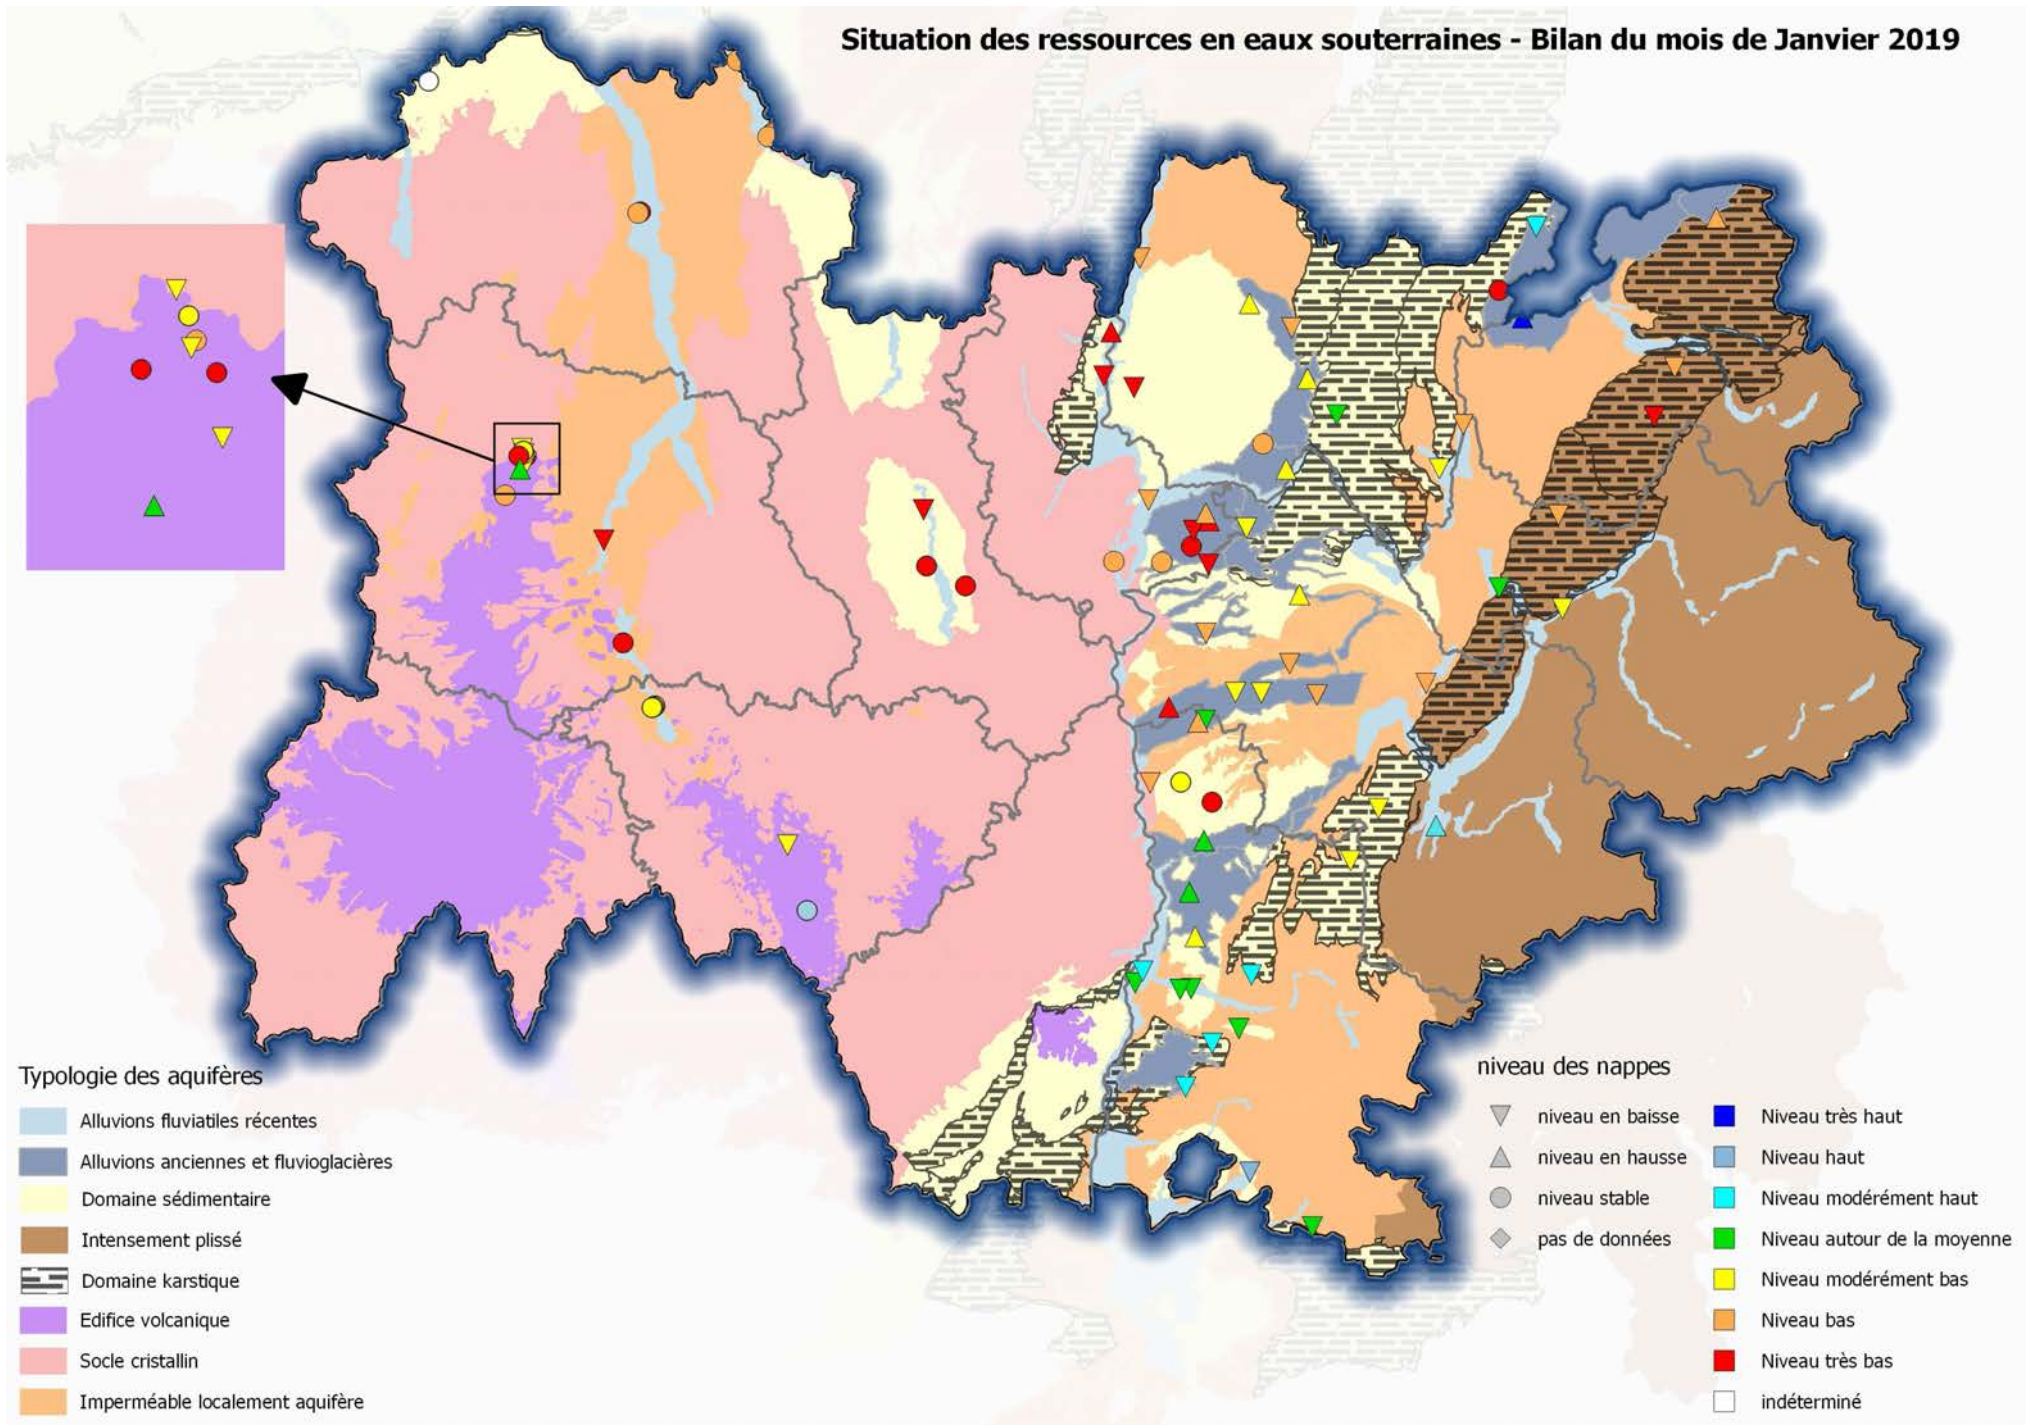 Situation des ressources en eaux souterraines - Bilan du mois de Janvier 2019
Typologie des aquifères
Alluvions fluviatiles récentes
Alluvions anciennes et fluvioglacières
Domaine sédimentaire
Intensement plissé
Domaine karstique
Edifice volcanique
Socle cristallin
Imperméable localement aquifère
niveau des nappes
niveau en baisse
niveau en hausse
niveau stable
pas de données
Niveau très haut
Niveau haut
Niveau modérément haut
Niveau autour de la moyenne
Niveau modérément bas
Niveau bas
Niveau très bas
indéterminé